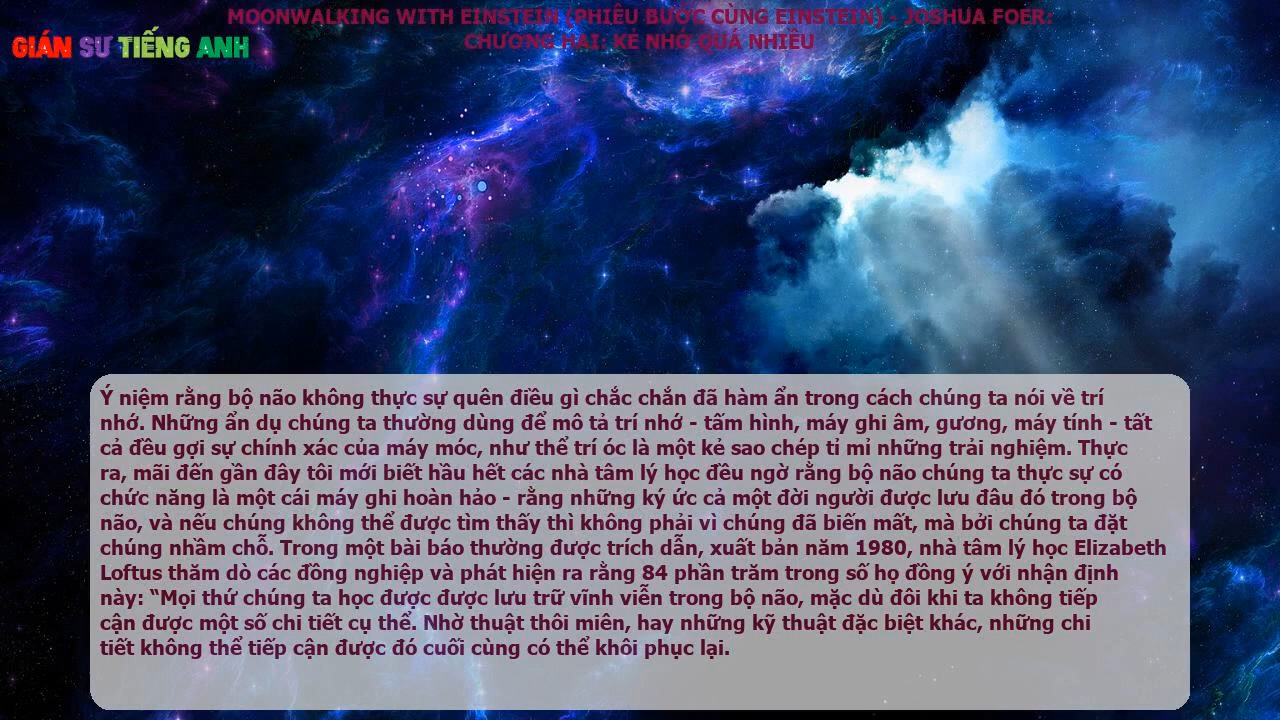 MOONWALKING WITH EINSTEIN (PHIÊU BƯỚC CÙNG EINSTEIN) - JOSHUA FOER:
CHƯƠNG HAI: KẺ NHỚ QUÁ NHIỀU
GIÁN SƯ TIẾNG ANH
Ý niệm rằng bộ não không thực sự quên điều gì chắc chắn đã hàm ẩn trong cách chúng ta nói về trí
nhớ. Những ẩn dụ chúng ta thường dùng để mô tả trí nhớ - tấm hình, máy ghi âm, gương, máy tính - tất
cả đều gợi sự chính xác của máy móc, như thể trí óc là một kẻ sao chép tỉ mỉ những trải nghiệm. Thực
ra, mãi đến gần đây tôi mới biết hầu hết các nhà tâm lý học đều ngờ rằng bộ não chúng ta thực sự có
chức năng là một cái máy ghi hoàn hảo - rằng những ký ức cả một đời người được lưu đâu đó trong bộ
não, và nếu chúng không thể được tìm thấy thì không phải vì chúng đã biến mất, mà bởi chúng ta đặt
chúng nhầm chỗ. Trong một bài báo thường được trích dẫn, xuất bản năm 1980, nhà tâm lý học Elizabeth
Loftus thăm dò các đồng nghiệp và phát hiện ra rằng 84 phần trăm trong số họ đồng ý với nhận định
này: “Mọi thứ chúng ta học được được lưu trữ vĩnh viễn trong bộ não, mặc dù đôi khi ta không tiếp
cận được một số chi tiết cụ thể. Nhờ thuật thôi miên, hay những kỹ thuật đặc biệt khác, những chi
tiết không thể tiếp cận được đó cuối cùng có thể khôi phục lại.